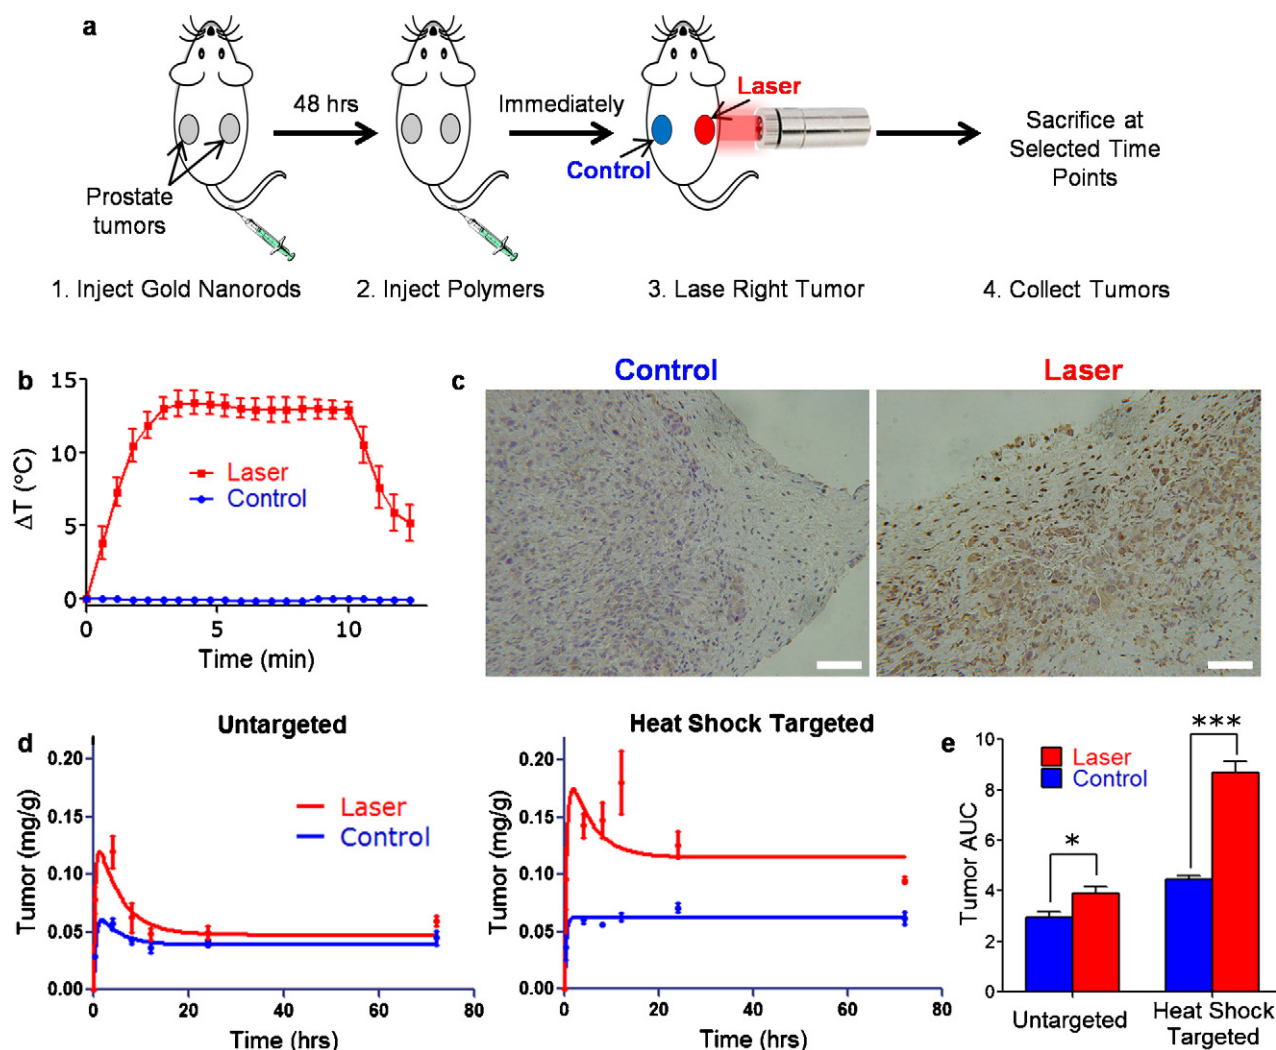 a
48 hrs
Immediately
Laser
Control
Prostate
tumors
Sacrifice at
Selected Time
Points
1. Inject Gold Nanorods
2. Inject Polymers
3. Lase Right Tumor
4. Collect Tumors
b
15
10
5
0
ΔT (°C)
Laser
Control
0
5
10
Time (min)
c
Control
Laser
d
Untargeted
0.20
0.15
0.10
0.05
0.00
Tumor (mg/g)
Laser
Control
0
20
40
60
80
Time (hrs)
Heat Shock Targeted
0.20
0.15
0.10
0.05
0.00
Tumor (mg/g)
0
20
40
60
80
Time (hrs)
e
10
8
6
4
2
0
Tumor AUC
Laser
Control
*
***
Untargeted
Heat Shock
Targeted